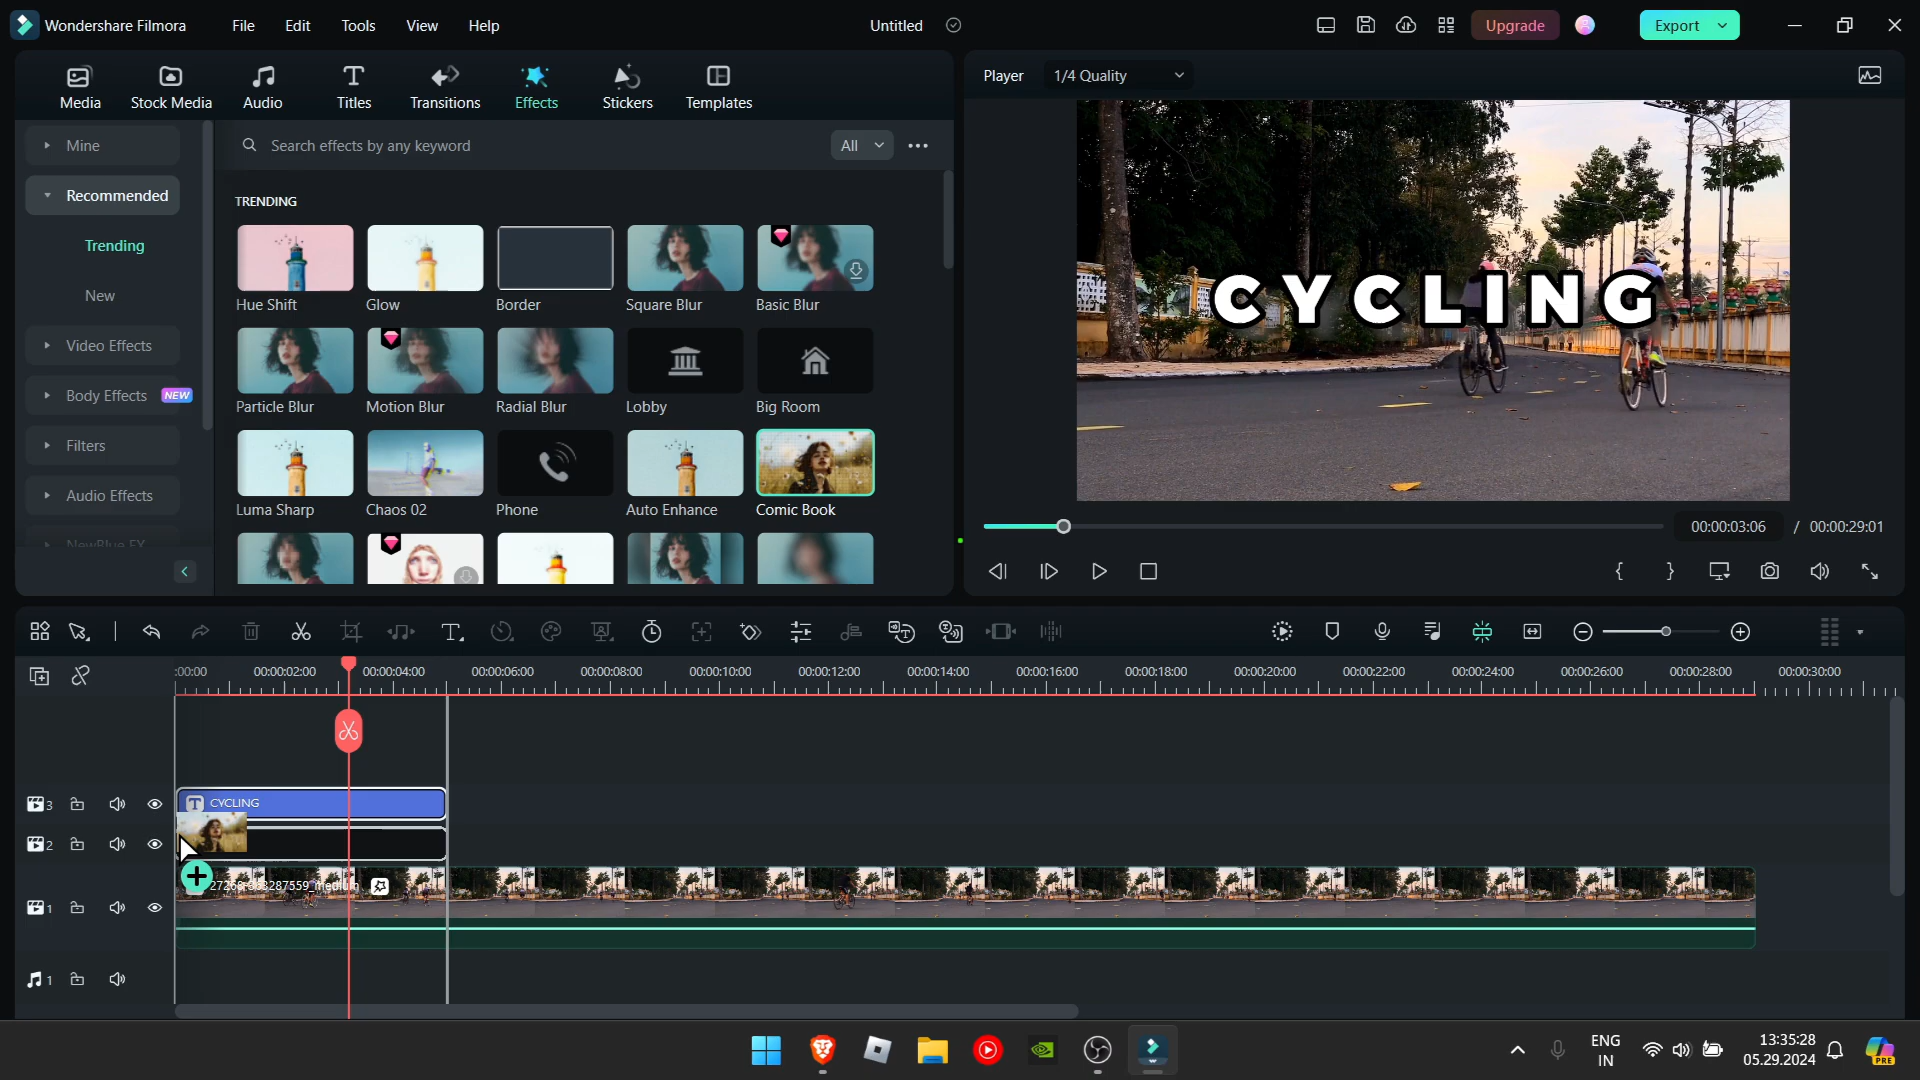 Wondershare Filmora
File
Edit
Tools
View
Help
Untitled
Upgrade
Export
Media
Stock Media
Audio
Titles
Transitions
Effects
Stickers
Templates
Player
1/4 Quality
Mine
Recommended
Trending
New
Video Effects
Body Effects
NEW
Filters
Audio Effects
Search effects by any keyword
All
TRENDING
Hue Shift
Glow
Border
Square Blur
Basic Blur
Particle Blur
Motion Blur
Radial Blur
Lobby
Big Room
Luma Sharp
Chaos 02
Phone
Auto Enhance
Comic Book
CYCLING
00:00:03:06 / 00:00:29:01
:00:00
00:00:02:00
00:00:04:00
00:00:06:00
00:00:08:00
00:00:10:00
00:00:12:00
00:00:14:00
00:00:16:00
00:00:18:00
00:00:20:00
00:00:22:00
00:00:24:00
00:00:26:00
00:00:28:00
00:00:30:00
3
CYCLING
2
1
1
ENG
IN
13:35:28
05.29.2024
PRE